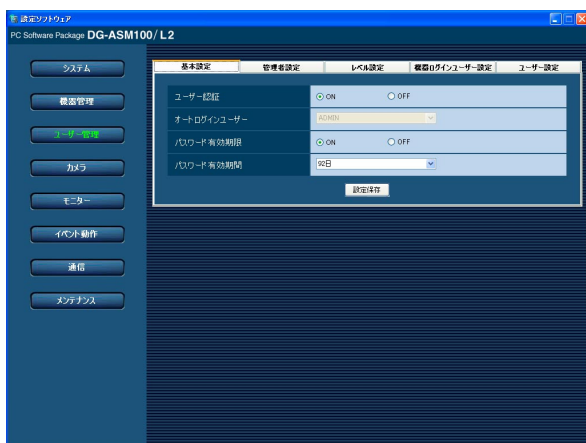 設定ソフトウェア
PC Software Package DG-ASM100/L2
システム
機器管理
ユーザー管理
カメラ
モニター
イベント動作
通信
メンテナンス
基本設定 管理者設定 レベル設定 機器ログインユーザー設定 ユーザー設定
ユーザー認証 ON OFF
オートログインユーザー ADMIN
パスワード有効期限 ON OFF
パスワード有効期間 92日
設定保存